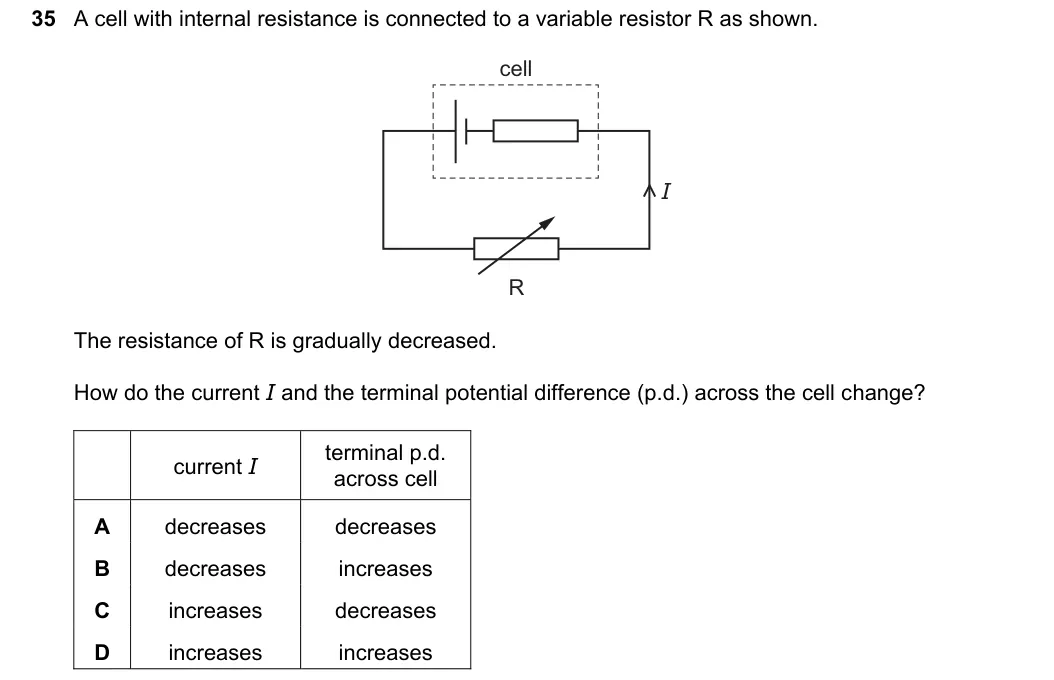 35 A cell with internal resistance is connected to a variable resistor R as shown.
cell
I
R
The resistance of R is gradually decreased.
How do the current I and the terminal potential difference (p.d.) across the cell change?
current I terminal p.d. across cell
A decreases decreases
B decreases increases
C increases decreases
D increases increases